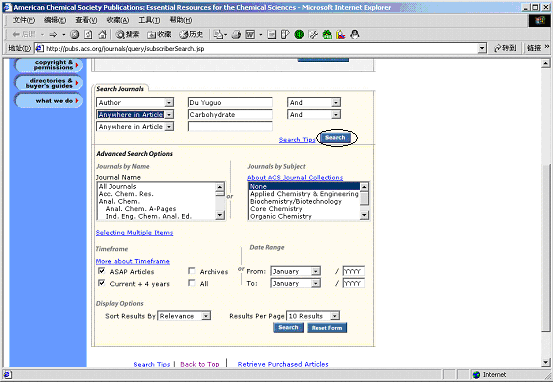 American Chemical Society Publications: Essential Resources for the Chemical Sciences - Microsoft Internet Explorer
文件(F) 编辑(E) 查看(V) 收藏(A) 工具(T) 帮助(H)
后退 搜索 收藏 历史
地址(D) http://pubs.acs.org/journals/query/subscriberSearch.jsp 转到 链接 »
copyright & permissions
directories & buyer's guides
what we do
Search Journals
Author Du Yuguo And
Anywhere in Article Carbohydrate And
Anywhere in Article
Search Tips Search
Advanced Search Options
Journals by Name
Journal Name
All Journals
Acc. Chem. Res.
Anal. Chem.
Anal. Chem. A-Pages
Ind. Eng. Chem. Anal. Ed.
or
Journals by Subject
About ACS Journal Collections
None
Applied Chemistry & Engineering
Biochemistry/Biotechnology
Core Chemistry
Organic Chemistry
Selecting Multiple Items
Timeframe
More about Timeframe
ASAP Articles Archives
Current + 4 years All
or
Date Range
From: January / YYYY
To: January / YYYY
Display Options
Sort Results By Relevance Results Per Page 10 Results
Search Reset Form
Search Tips | Back to Top | Retrieve Purchased Articles
Internet